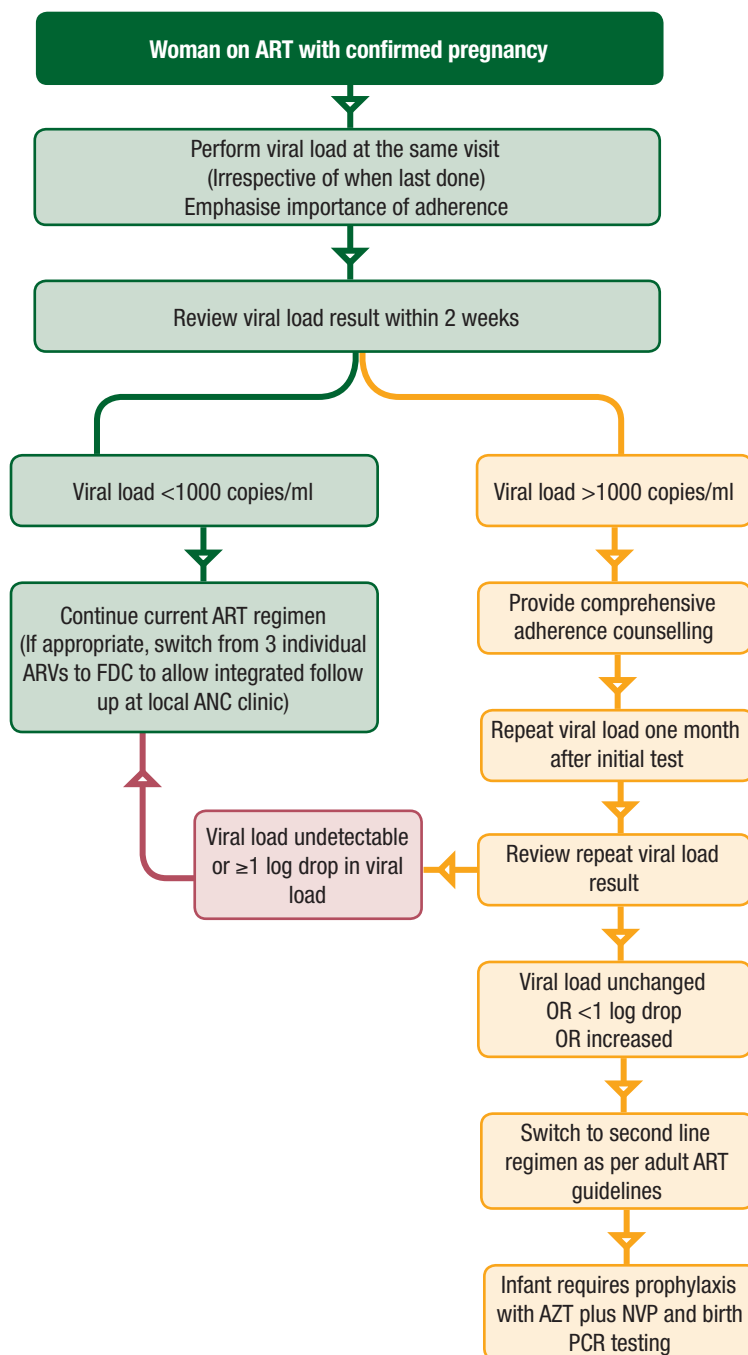 Woman on ART with confirmed pregnancy
Perform viral load at the same visit
(Irrespective of when last done)
Emphasise importance of adherence
Review viral load result within 2 weeks
Viral load <1000 copies/ml
Continue current ART regimen
(If appropriate, switch from 3 individual
ARVs to FDC to allow integrated follow
up at local ANC clinic)
Viral load >1000 copies/ml
Provide comprehensive
adherence counselling
Repeat viral load one month
after initial test
Review repeat viral load
result
Viral load undetectable
or ≥1 log drop in viral
load
Viral load unchanged
OR <1 log drop
OR increased
Switch to second line
regimen as per adult ART
guidelines
Infant requires prophylaxis
with AZT plus NVP and birth
PCR testing